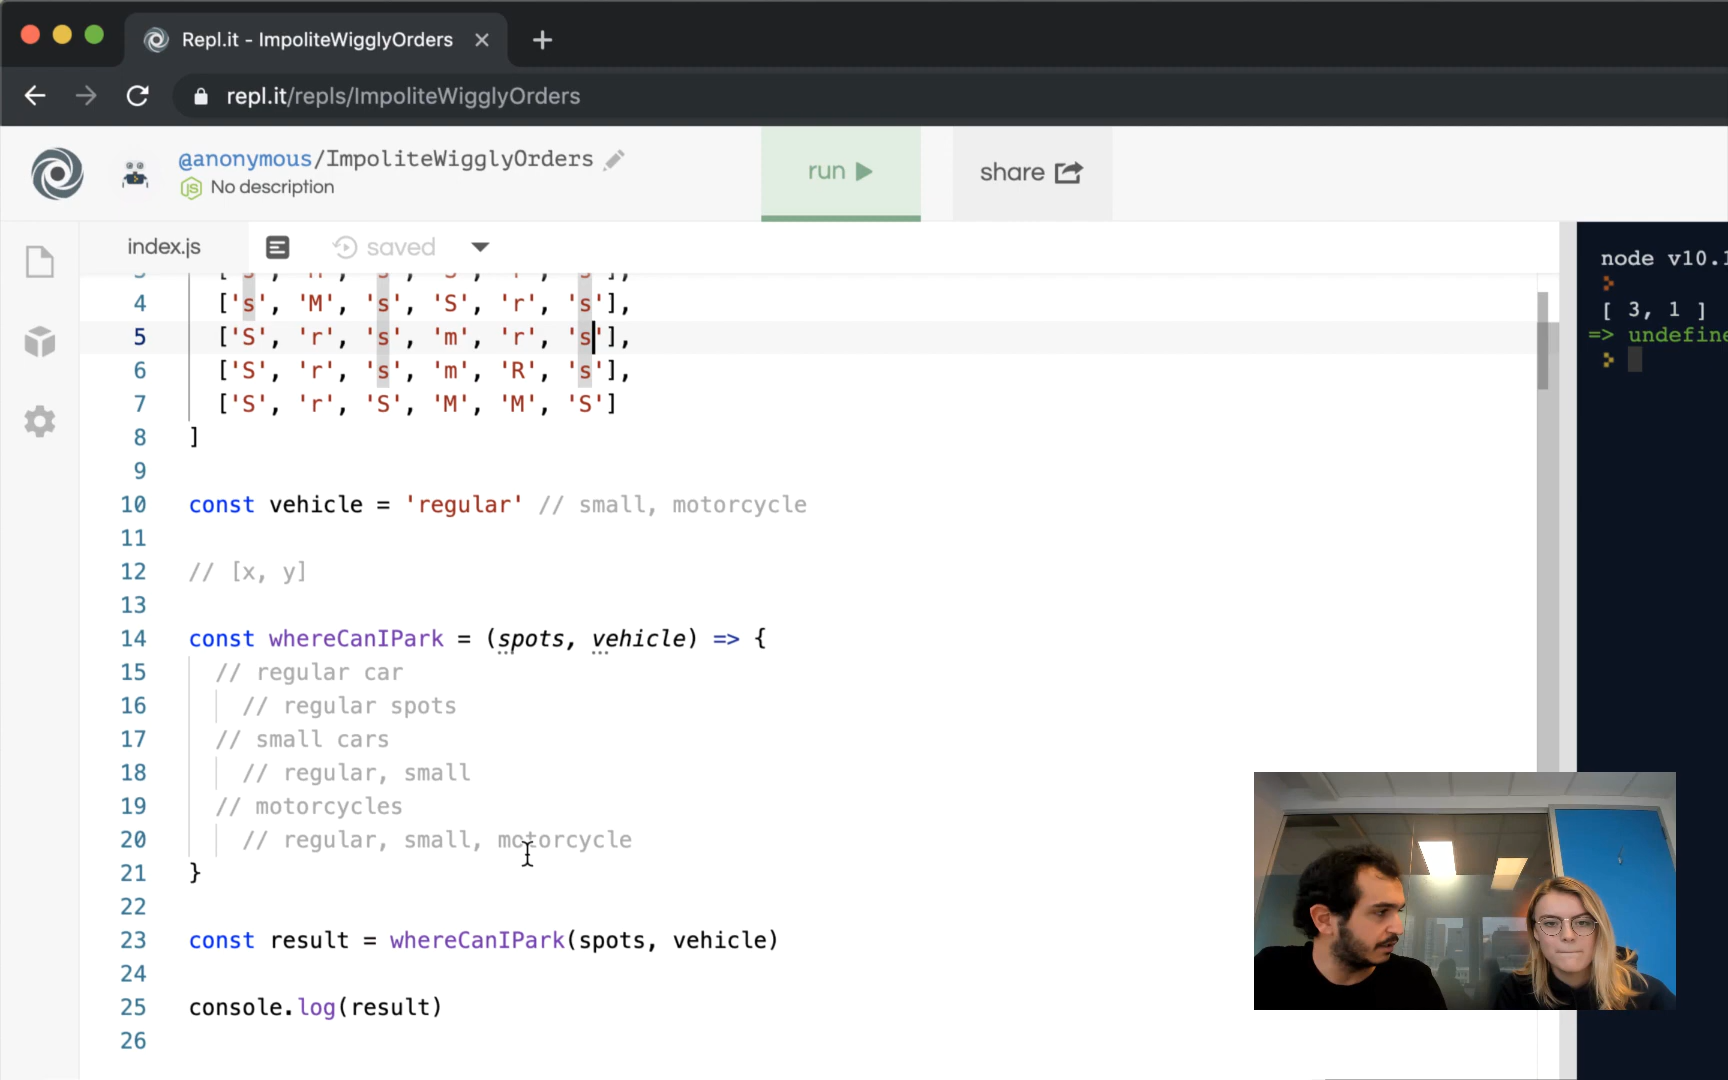 Repl.it - ImpoliteWigglyOrders
repl.it/repls/ImpoliteWigglyOrders
@anonymous/ImpoliteWigglyOrders
No description
run
share
index.js
saved
4 ['s', 'M', 's', 'S', 'r', 's'],
5 ['S', 'r', 's', 'm', 'r', 's'],
6 ['S', 'r', 's', 'm', 'R', 's'],
7 ['S', 'r', 'S', 'M', 'M', 'S']
8 ]
9
10 const vehicle = 'regular' // small, motorcycle
11
12 // [x, y]
13
14 const whereCanIPark = (spots, vehicle) => {
15 // regular car
16 // regular spots
17 // small cars
18 // regular, small
19 // motorcycles
20 // regular, small, motorcycle
21 }
22
23 const result = whereCanIPark(spots, vehicle)
24
25 console.log(result)
26
node v10.1
[ 3, 1 ]
=> undefine